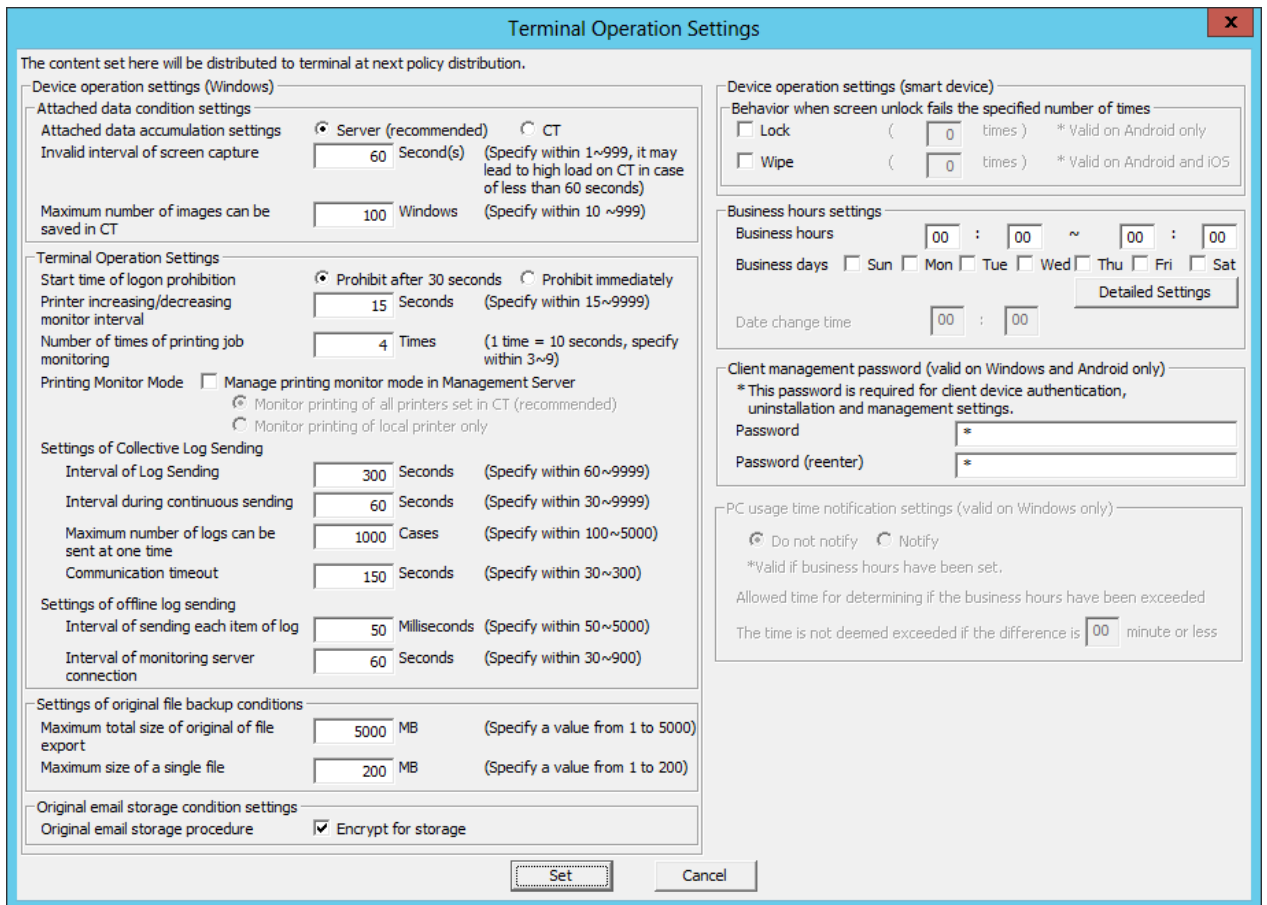 Terminal Operation Settings
x
The content set here will be distributed to terminal at next policy distribution.
Device operation settings (Windows)
Attached data condition settings
Attached data accumulation settings Server (recommended) CT
Invalid interval of screen capture 60 Second(s) (Specify within 1~999, it may
lead to high load on CT in case
of less than 60 seconds)
Maximum number of images can be
saved in CT 100 Windows (Specify within 10 ~999)
Terminal Operation Settings
Start time of logon prohibition Prohibit after 30 seconds Prohibit immediately
Printer increasing/decreasing
monitor interval 15 Seconds (Specify within 15~9999)
Number of times of printing job
monitoring 4 Times (1 time = 10 seconds, specify
within 3~9)
Printing Monitor Mode Manage printing monitor mode in Management Server
Monitor printing of all printers set in CT (recommended)
Monitor printing of local printer only
Settings of Collective Log Sending
Interval of Log Sending 300 Seconds (Specify within 60~9999)
Interval during continuous sending 60 Seconds (Specify within 30~9999)
Maximum number of logs can be
sent at one time 1000 Cases (Specify within 100~5000)
Communication timeout 150 Seconds (Specify within 30~300)
Settings of offline log sending
Interval of sending each item of log 50 Milliseconds (Specify within 50~5000)
Interval of monitoring server
connection 60 Seconds (Specify within 30~900)
Settings of original file backup conditions
Maximum total size of original of file
export 5000 MB (Specify a value from 1 to 5000)
Maximum size of a single file 200 MB (Specify a value from 1 to 200)
Original email storage condition settings
Original email storage procedure Encrypt for storage
Device operation settings (smart device)
Behavior when screen unlock fails the specified number of times
Lock ( 0 times ) * Valid on Android only
Wipe ( 0 times ) * Valid on Android and iOS
Business hours settings
Business hours 00 : 00 ~ 00 : 00
Business days Sun Mon Tue Wed Thu Fri Sat
Detailed Settings
Date change time 00 : 00
Client management password (valid on Windows and Android only)
* This password is required for client device authentication,
uninstallation and management settings.
Password *
Password (reenter) *
PC usage time notification settings (valid on Windows only)
Do not notify Notify
*Valid if business hours have been set.
Allowed time for determining if the business hours have been exceeded
The time is not deemed exceeded if the difference is 00 minute or less
Set Cancel